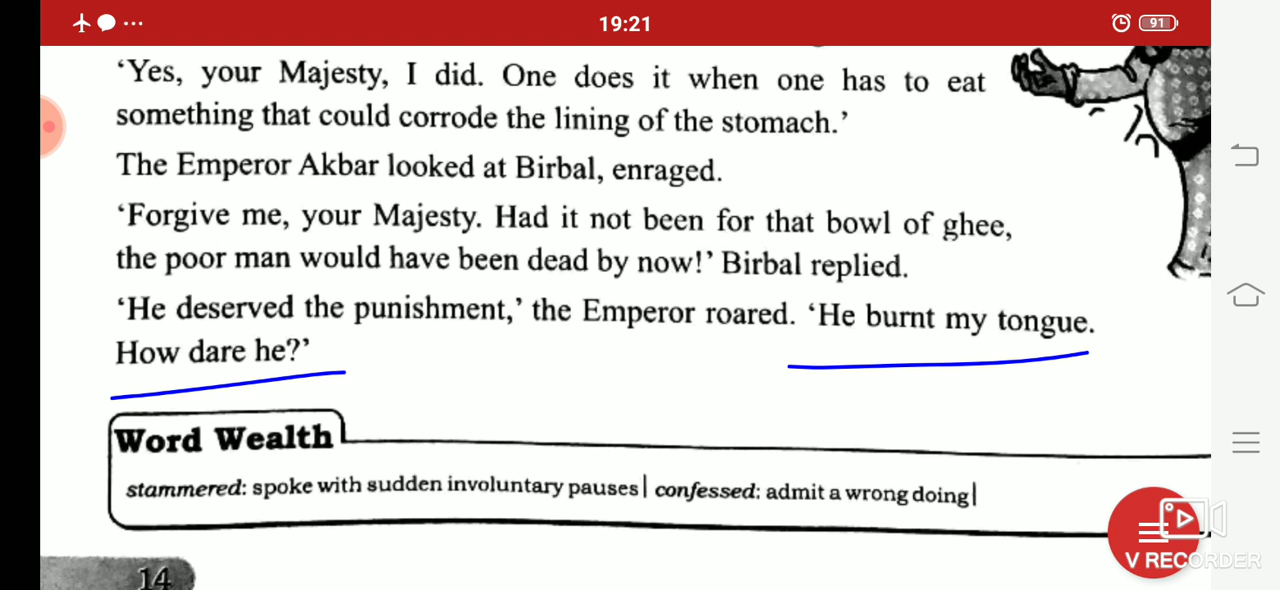 19:21
91
‘Yes, your Majesty, I did. One does it when one has to eat
something that could corrode the lining of the stomach.’
The Emperor Akbar looked at Birbal, enraged.
‘Forgive me, your Majesty. Had it not been for that bowl of ghee,
the poor man would have been dead by now!’ Birbal replied.
‘He deserved the punishment,’ the Emperor roared. ‘He burnt my tongue.
How dare he?’
Word Wealth
stammered: spoke with sudden involuntary pauses| confessed: admit a wrong doing|
V RECORDER
14